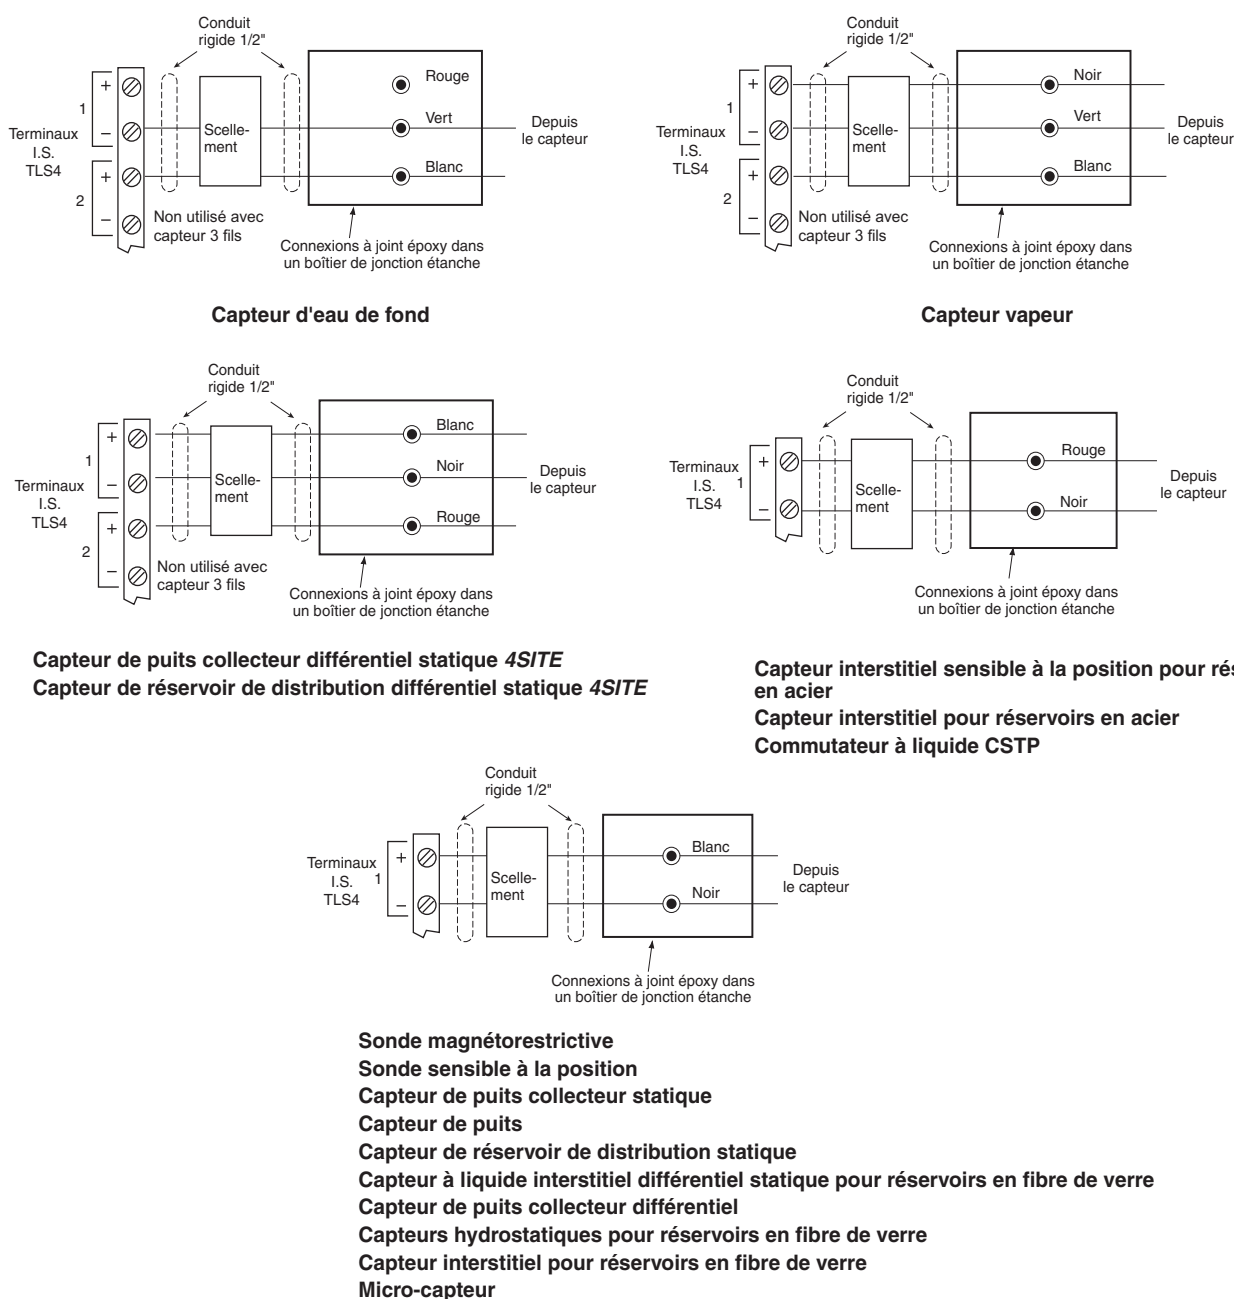 Conduit
rigide 1/2"
Rouge
Vert
Blanc
+
1
–
+
2
–
Terminaux
I.S.
TLS4
Scelle-
ment
Depuis
le capteur
Non utilisé avec
capteur 3 fils
Connexions à joint époxy dans
un boîtier de jonction étanche
Capteur d'eau de fond
Conduit
rigide 1/2"
Noir
Vert
Blanc
+
1
–
+
2
–
Terminaux
I.S.
TLS4
Scelle-
ment
Depuis
le capteur
Non utilisé avec
capteur 3 fils
Connexions à joint époxy dans
un boîtier de jonction étanche
Capteur vapeur
Conduit
rigide 1/2"
Blanc
Noir
Rouge
+
1
–
+
2
–
Terminaux
I.S.
TLS4
Scelle-
ment
Depuis
le capteur
Non utilisé avec
capteur 3 fils
Connexions à joint époxy dans
un boîtier de jonction étanche
Capteur de puits collecteur différentiel statique 4SITE
Capteur de réservoir de distribution différentiel statique 4SITE
Conduit
rigide 1/2"
Rouge
Noir
+
1
–
Terminaux
I.S.
TLS4
Scelle-
ment
Depuis
le capteur
Connexions à joint époxy dans
un boîtier de jonction étanche
Capteur interstitiel sensible à la position pour rés
en acier
Capteur interstitiel pour réservoirs en acier
Commutateur à liquide CSTP
Conduit
rigide 1/2"
Blanc
Noir
+
1
–
Terminaux
I.S.
TLS4
Scelle-
ment
Depuis
le capteur
Connexions à joint époxy dans
un boîtier de jonction étanche
Sonde magnétorestrictive
Sonde sensible à la position
Capteur de puits collecteur statique
Capteur de puits
Capteur de réservoir de distribution statique
Capteur à liquide interstitiel différentiel statique pour réservoirs en fibre de verre
Capteur de puits collecteur différentiel
Capteurs hydrostatiques pour réservoirs en fibre de verre
Capteur interstitiel pour réservoirs en fibre de verre
Micro-capteur